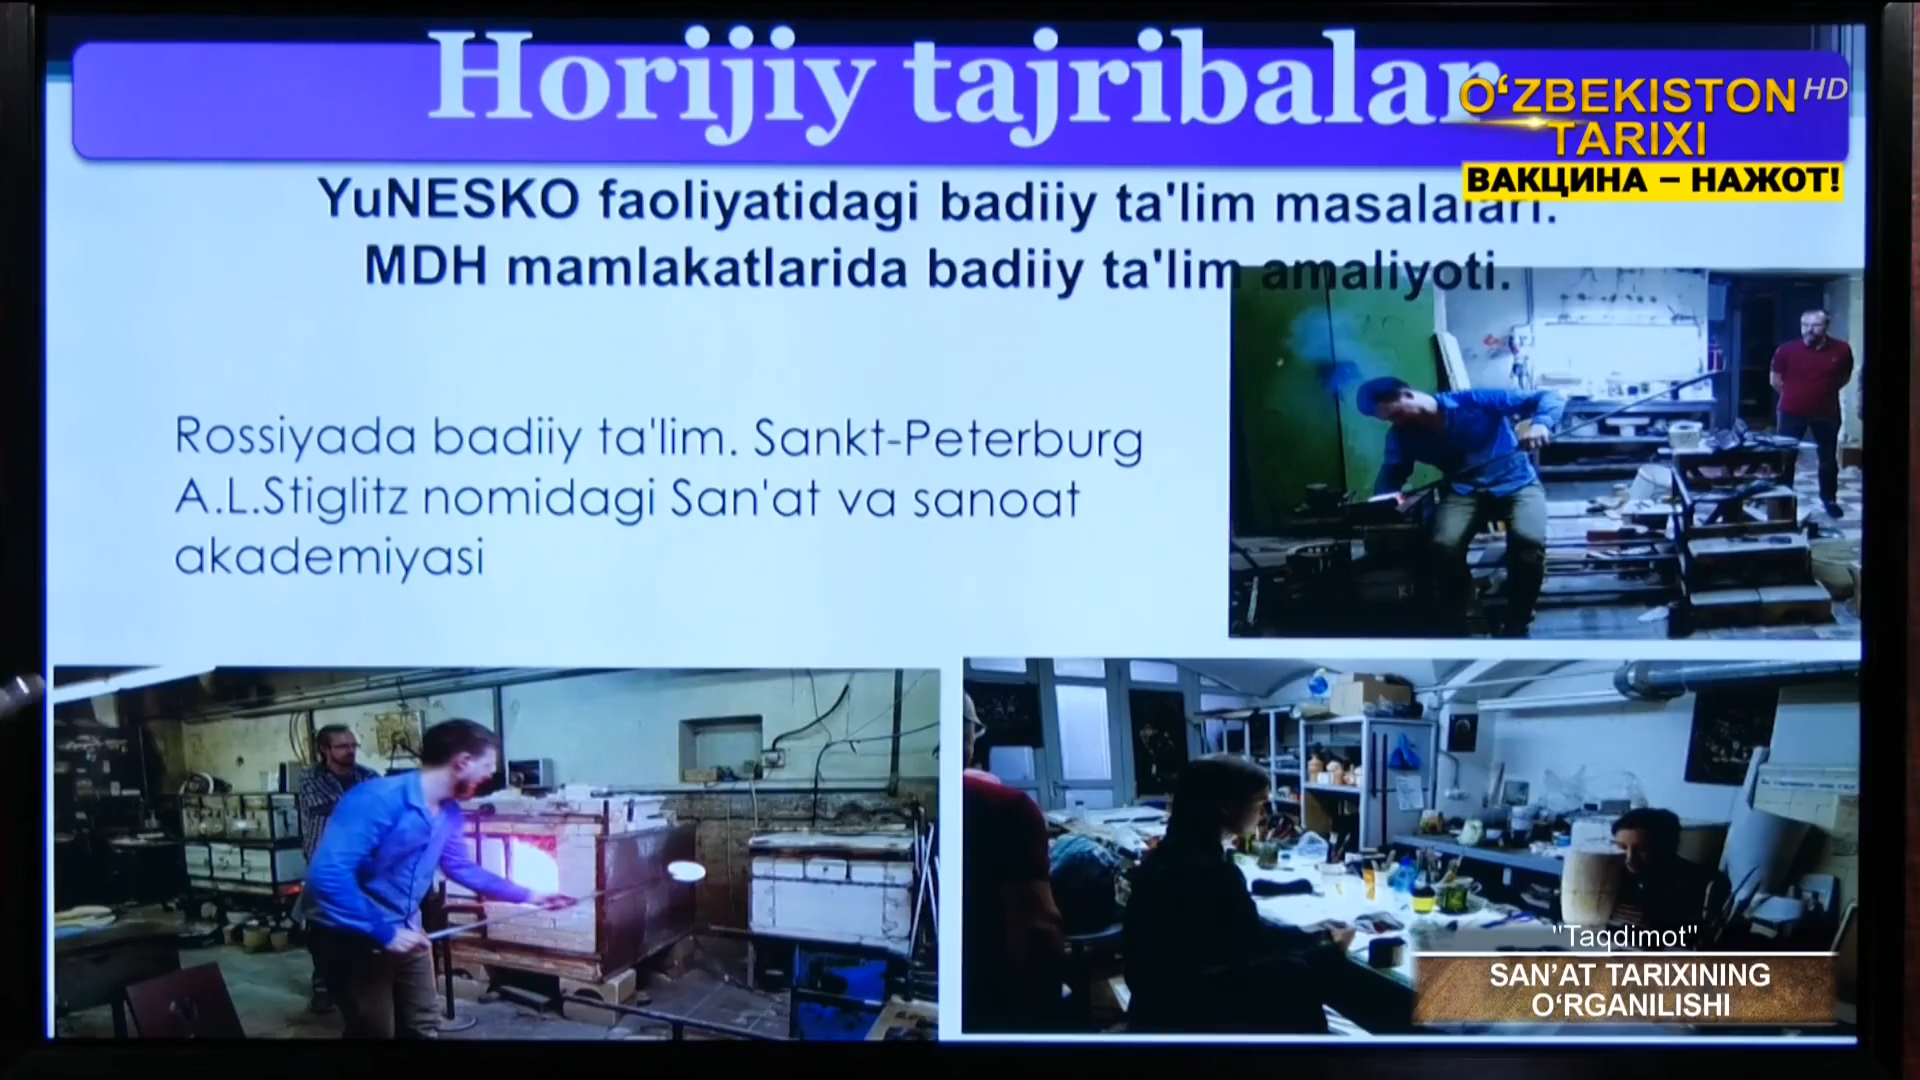 Horijiy tajribalar
O‘ZBEKISTON HD
TARIXI
ВАКЦИНА – НАЖОТ!
YuNESKO faoliyatidagi badiiy ta'lim masalalari.
MDH mamlakatlarida badiiy ta'lim amaliyoti.
Rossiyada badiiy ta'lim. Sankt-Peterburg
A.L.Stiglitz nomidagi San'at va sanoat
akademiyasi
"Taqdimot"
SAN’AT TARIXINING
O‘RGANILISHI